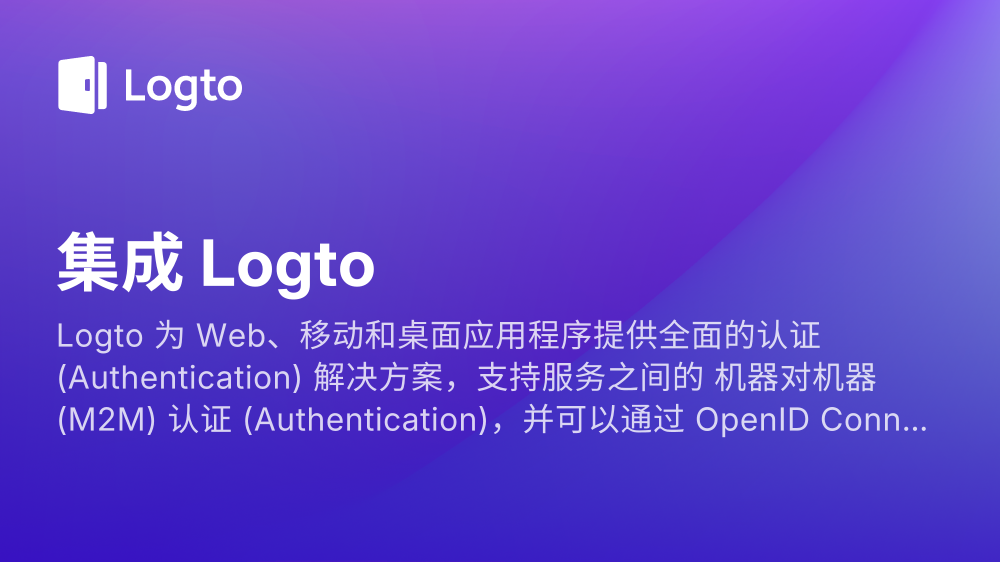 Logto
集成 Logto
Logto 为 Web、移动和桌面应用程序提供全面的认证
(Authentication) 解决方案，支持服务之间的 机器对机器
(M2M) 认证 (Authentication)，并可以通过 OpenID Conn...